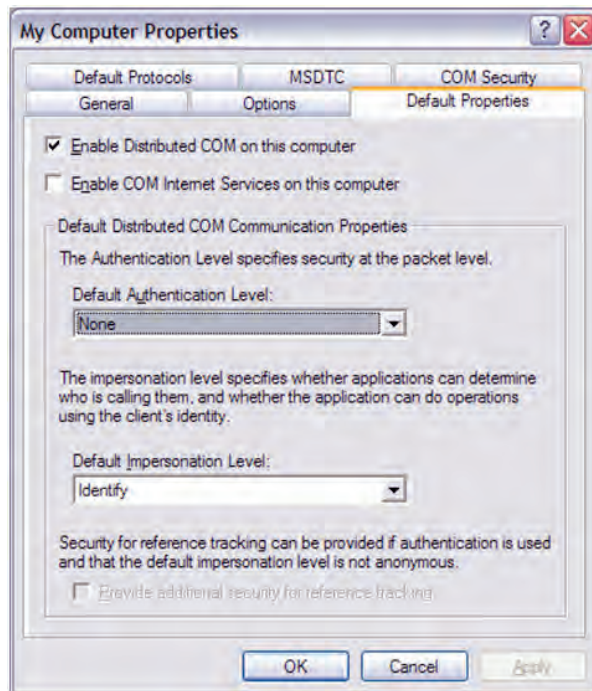 My Computer Properties
Default Protocols MSDTC COM Security
General Options Default Properties
Enable Distributed COM on this computer
Enable COM Internet Services on this computer
Default Distributed COM Communication Properties
The Authentication Level specifies security at the packet level.
Default Authentication Level:
None
The impersonation level specifies whether applications can determine
who is calling them, and whether the application can do operations
using the client's identity.
Default Impersonation Level:
Identify
Security for reference tracking can be provided if authentication is used
and that the default impersonation level is not anonymous.
Provide additional security for reference tracking
OK Cancel Apply